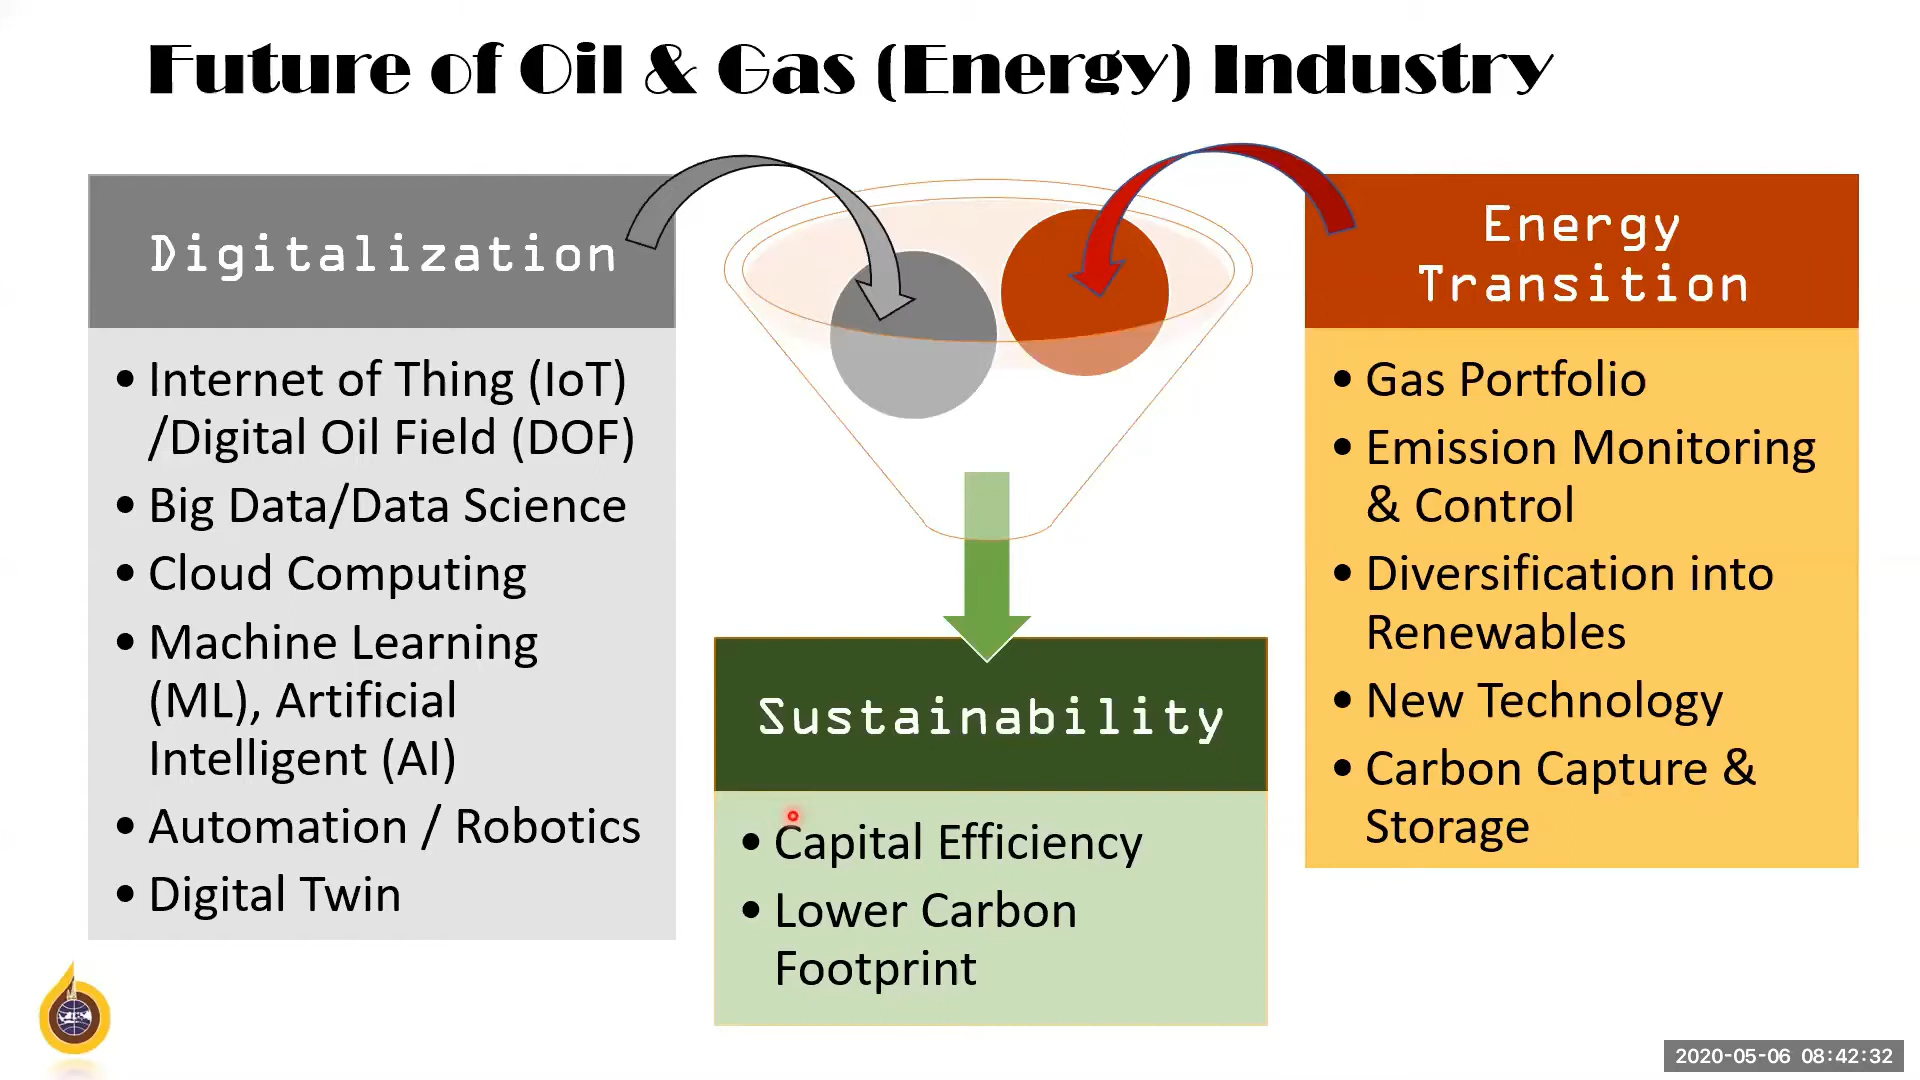 Future of Oil & Gas (Energy) Industry
Digitalization
• Internet of Thing (IoT)
/Digital Oil Field (DOF)
• Big Data/Data Science
• Cloud Computing
• Machine Learning
(ML), Artificial
Intelligent (AI)
• Automation / Robotics
• Digital Twin
Sustainability
• Capital Efficiency
• Lower Carbon
Footprint
Energy
Transition
• Gas Portfolio
• Emission Monitoring
& Control
• Diversification into
Renewables
• New Technology
• Carbon Capture &
Storage
2020-05-06 08:42:32